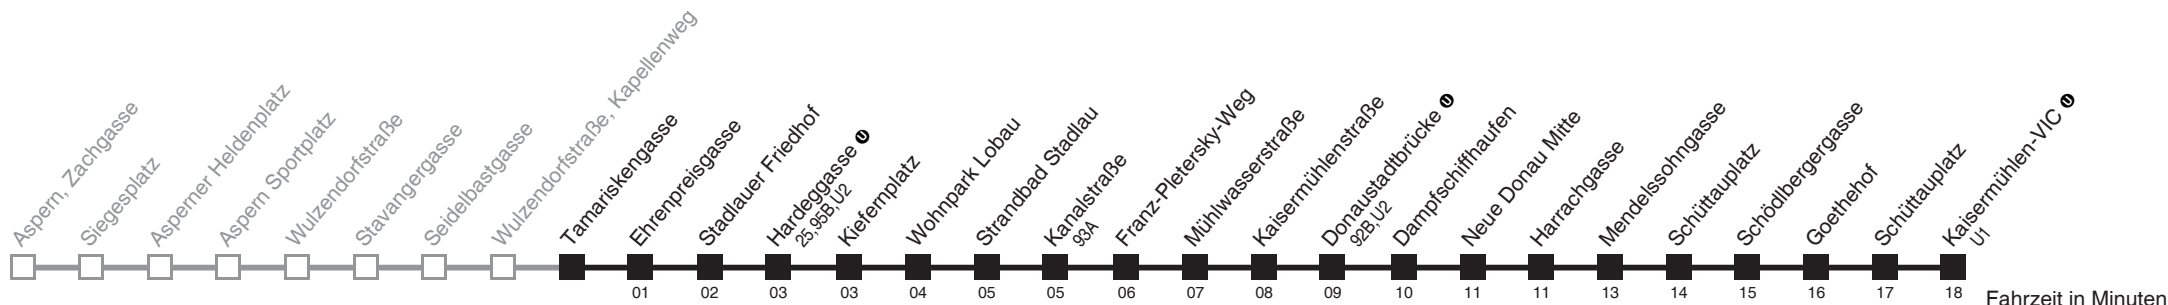 Aspern, Zachgasse
Siegesplatz
Asperner Heldenplatz
Aspern Sportplatz
Wulzendorfstraße
Stavangergasse
Seidelbastgasse
Wulzendorfstraße, Kapellenweg
Tamariskengasse
Ehrenpreisgasse
Stadlauer Friedhof
Hardeggasse U
25, 95B, U2
Kiefernplatz
Wohnpark Lobau
Strandbad Stadlau
Kanalstraße
93A
Franz-Pletersky-Weg
Mühlwasserstraße
Kaisermühlenstraße
Donaustadtbrücke U
92B, U2
Dampfschiffhaufen
Neue Donau Mitte
Harrachgasse
Mendelssohngasse
Schüttauplatz
Schödlbergergasse
Goethehof
Schüttauplatz
Kaisermühlen-VIC U
U1
01 02 03 03 04 05 05 06 07 08 09 10 11 11 13 14 15 16 17 18 Fahrzeit in Minuten